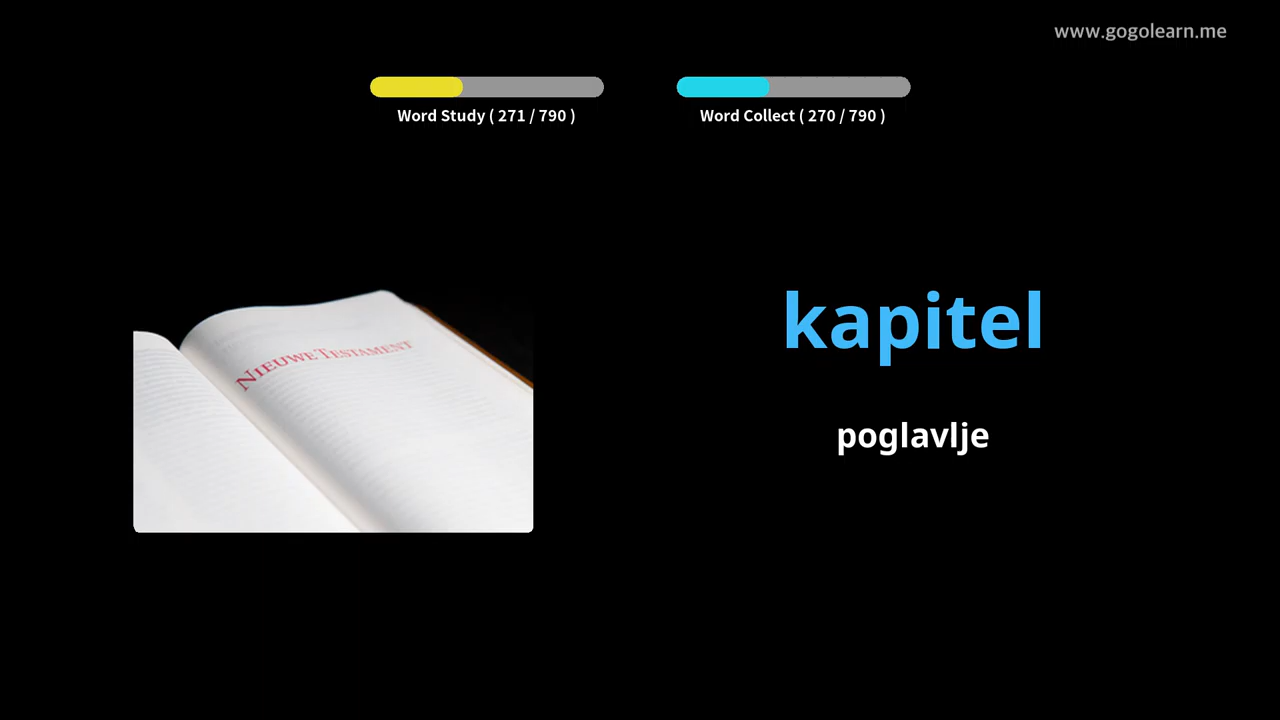 www.gogolearn.me
Word Study ( 271 / 790 )
Word Collect ( 270 / 790 )
NIEUWE TESTAMENT
kapitel
poglavlje